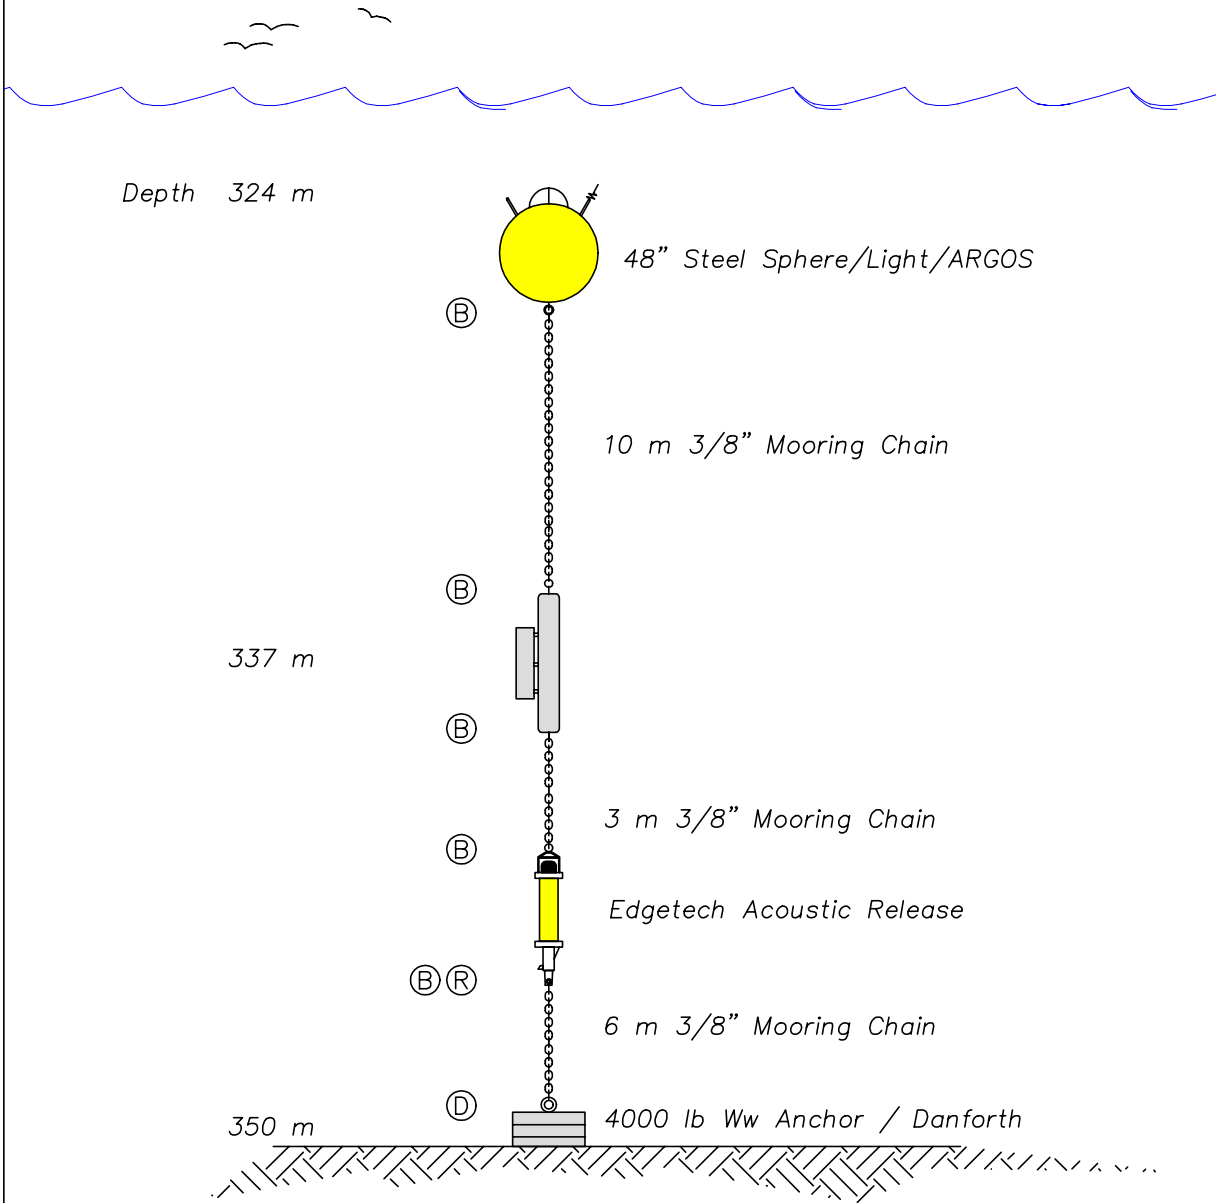 Depth 324 m
48" Steel Sphere/Light/ARGOS
B
10 m 3/8" Mooring Chain
B
337 m
B
3 m 3/8" Mooring Chain
B
Edgetech Acoustic Release
B R
6 m 3/8" Mooring Chain
D
4000 lb Ww Anchor / Danforth
350 m